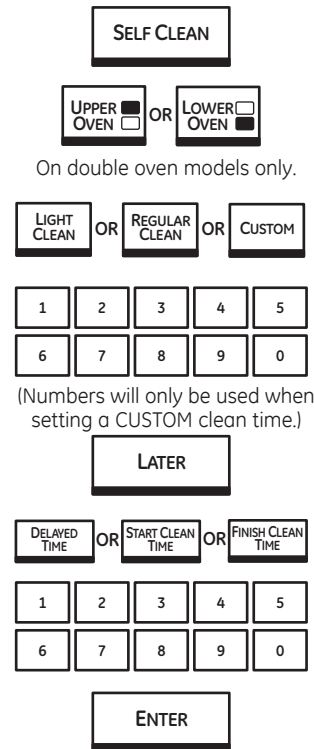 SELF CLEAN
UPPER OVEN OR LOWER OVEN
On double oven models only.
LIGHT CLEAN OR REGULAR CLEAN OR CUSTOM
1 2 3 4 5
6 7 8 9 0
(Numbers will only be used when
setting a CUSTOM clean time.)
LATER
DELAYED TIME OR START CLEAN TIME OR FINISH CLEAN TIME
1 2 3 4 5
6 7 8 9 0
ENTER